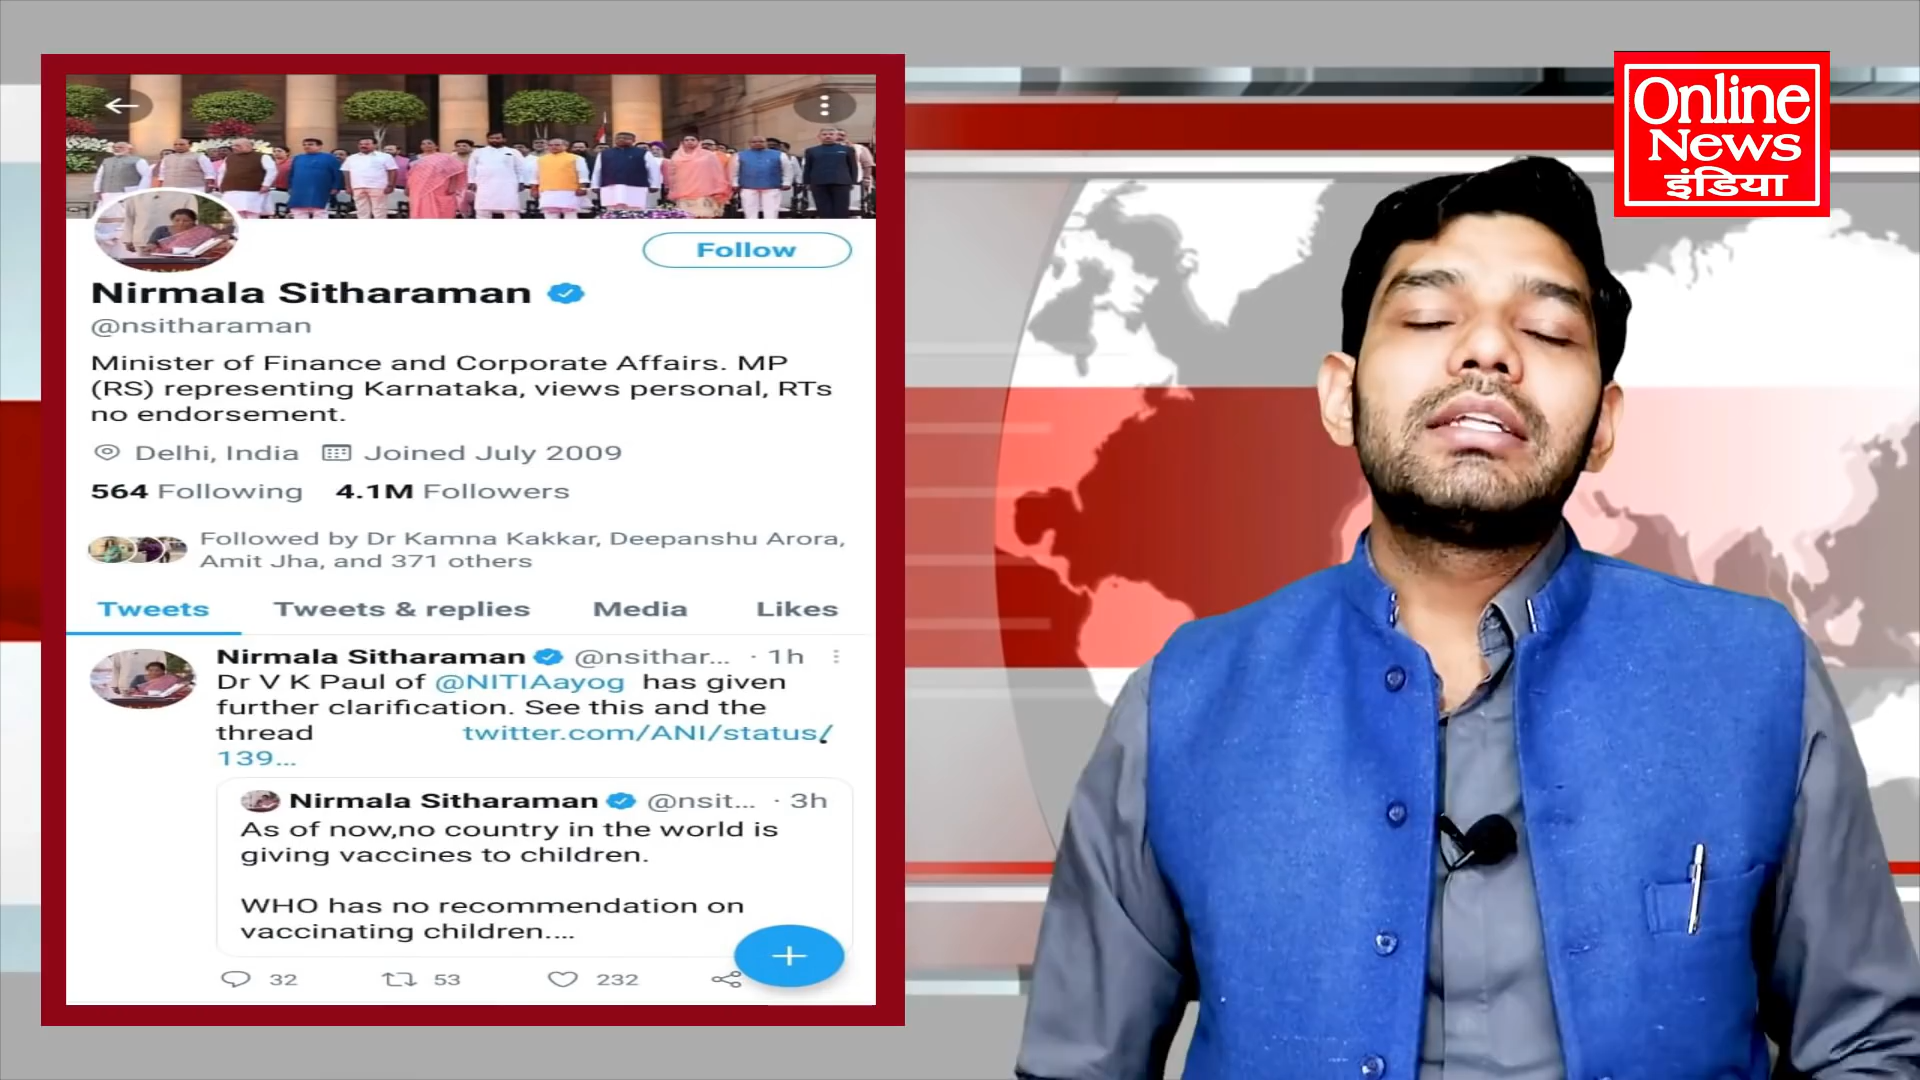 Nirmala Sitharaman
Follow
@nsitharaman
Minister of Finance and Corporate Affairs. MP
(RS) representing Karnataka, views personal, RTs
no endorsement.
Delhi, India Joined July 2009
564 Following 4.1M Followers
Followed by Dr Kamna Kakkar, Deepanshu Arora,
Amit Jha, and 371 others
Tweets Tweets & replies Media Likes
Nirmala Sitharaman @nsithar... · 1h
Dr V K Paul of @NITIAayog has given
further clarification. See this and the
thread twitter.com/ANI/status/
139...
Nirmala Sitharaman @nsit... · 3h
As of now,no country in the world is
giving vaccines to children.
WHO has no recommendation on
vaccinating children....
32 53 232
Online
News
इंडिया